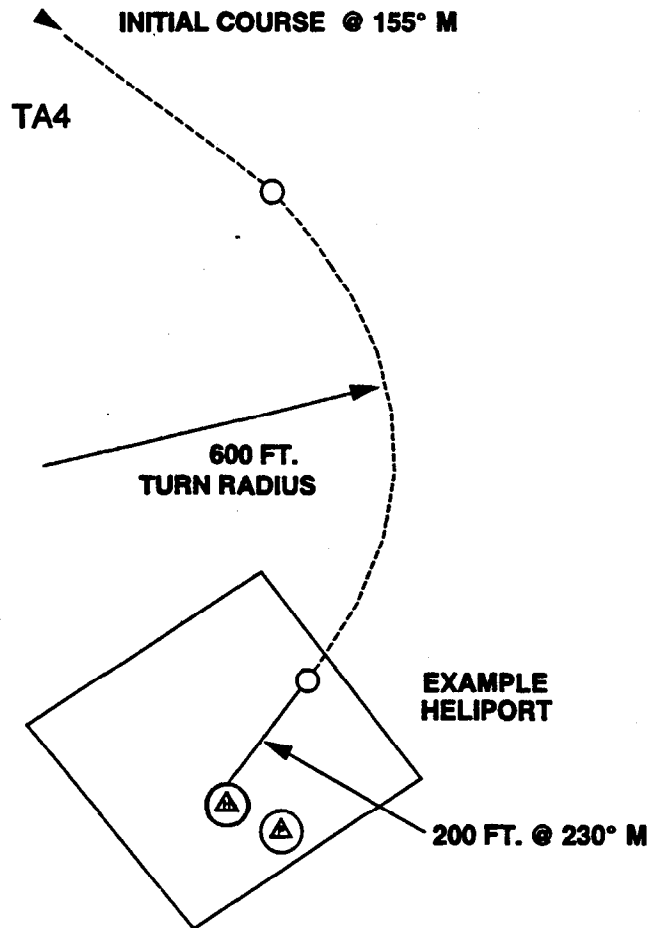 INITIAL COURSE @ 155° M
TA4
600 FT.
TURN RADIUS
EXAMPLE
HELIPORT
H
P
200 FT. @ 230° M